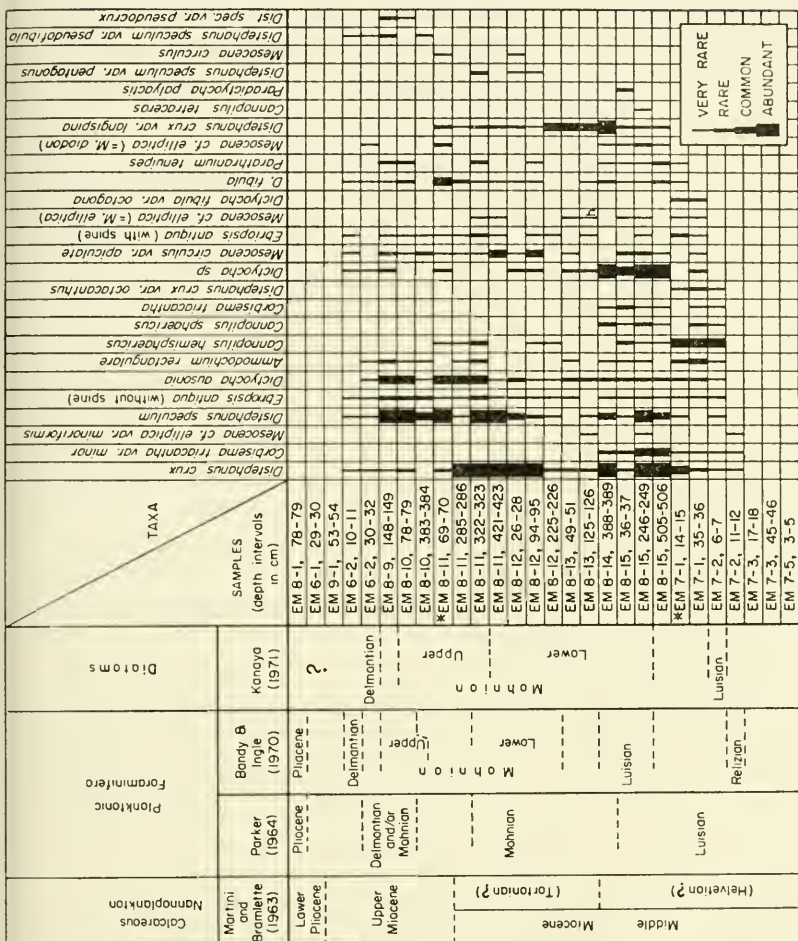 Dist spec. var. pseudocrux
Distephanus speculum var. pseudofibula
Mesocena circulus
Distephanus speculum var. pentagonus
Paradictyocha polyactis
Cannopilus tetraceras
Distephanus crux var. longispina
Mesocena cf. elliptica (= M. diodon)
Parathranium tenuipes
D. fibula
Dictyocha fibula var. octagona
Mesocena cf. elliptica (= M. elliptica)
Ebriopsis antiqua (with spine)
Mesocena circulus var. apiculata
Dictyocha sp
Distephanus crux var. octacanthus
Corbisema triacantha
Cannopilus sphaericus
Cannopilus hemisphaericus
Ammodochium rectangulare
Dictyocha ausonia
Ebriopsis antiqua (without spine)
Distephanus speculum
Mesocena cf. elliptica var. minoriformis
Corbisema triacantha var. minor
Distephanus crux
VERY RARE
RARE
COMMON
ABUNDANT
TAXA
SAMPLES
(depth intervals
in cm)
EM 8-1, 78-79
EM 6-1, 29-30
EM 9-1, 53-54
EM 6-2, 10-11
EM 6-2, 30-32
EM 8-9, 148-149
EM 8-10, 78-79
EM 8-10, 383-384
*EM 8-11, 69-70
EM 8-11, 285-286
EM 8-11, 322-323
EM 8-11, 421-423
EM 8-12, 26-28
EM 8-12, 94-95
EM 8-12, 225-226
EM 8-13, 49-51
EM 8-13, 125-126
EM 8-14, 388-389
EM 8-15, 36-37
EM 8-15, 246-249
EM 8-15, 505-506
*EM 7-1, 14-15
EM 7-1, 35-36
EM 7-2, 6-7
EM 7-2, 11-12
EM 7-3, 17-18
EM 7-3, 45-46
EM 7-5, 3-5
Diatoms
Kanaya
(1971)
?
Delmontian
Upper
Mohnian
Lower
Luisian
Planktonic
Foraminifera
Bandy &
Ingle
(1970)
Pliocene
Delmontian
Upper
Mohnian
Lower
Luisian
Relizian
Parker
(1964)
Pliocene
Delmontian
and/or
Mohnian
Mohnian
Luisian
Calcareous
Nannoplankton
Martini
and
Bramlette
(1963)
Lower
Pliocene
Upper
Miocene
(Tortonian?)
(Helvetian?)
Middle
Miocene